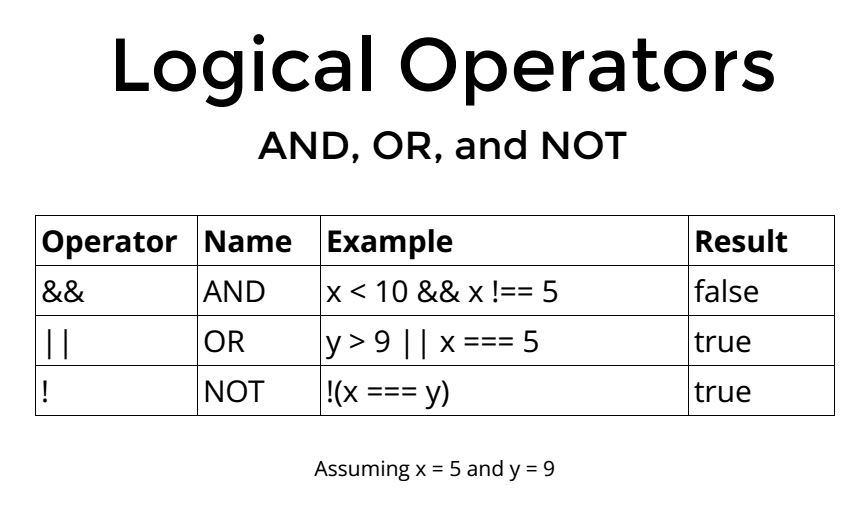 Logical Operators
AND, OR, and NOT
Operator Name Example Result
&& AND x < 10 && x !== 5 false
|| OR y > 9 || x === 5 true
! NOT !(x === y) true
Assuming x = 5 and y = 9